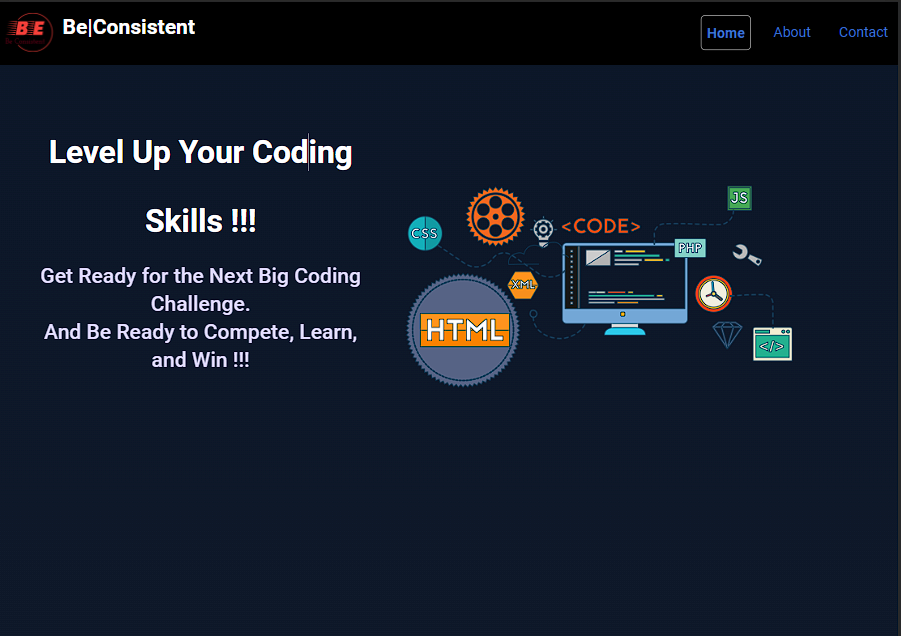 BE
Be|Consistent
Home
About
Contact
Level Up Your Coding
Skills !!!
Get Ready for the Next Big Coding
Challenge.
And Be Ready to Compete, Learn,
and Win !!!
JS
CSS
<CODE>
PHP
XML
HTML
</>